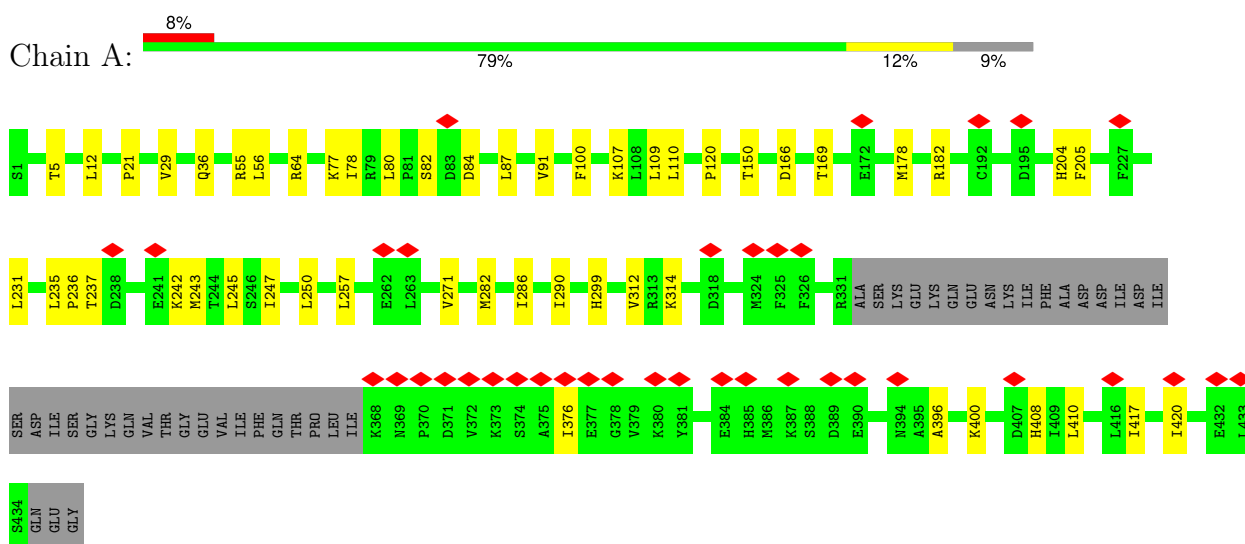 8%
Chain A:
79% 12% 9%
S1 T5 L12 P21 V29 Q36 R55 L56 R64 K77 I78 R79 L80 P81 S82 D83 D84 L87 V91 F100 K107 L108 L109 L110 P120 T150 D166 T169 E172 M178 R182 C192 D195 H204 F205 F227
L231 L235 P236 T237 D238 E241 K242 M243 T244 L245 S246 I247 L250 L257 E262 L263 V271 M282 I286 I290 H299 V312 R313 K314 D318 M324 F325 F326 R331 ALA SER LYS GLU LYS GLN GLU ASN LYS ILE PHE ALA ASP ASP ILE ASP ILE
SER ASP ILE SER GLY LYS GLN VAL THR GLY GLU VAL ILE PHE GLN THR PRO LEU ILE K368 N369 P370 D371 V372 K373 S374 A375 I376 E377 G378 V379 K380 Y381 E384 H385 M386 K387 S388 D389 E390 N394 A395 A396 K400 D407 H408 I409 L410 L416 I417 I420 E432 L433
S434 GLN GLU GLY